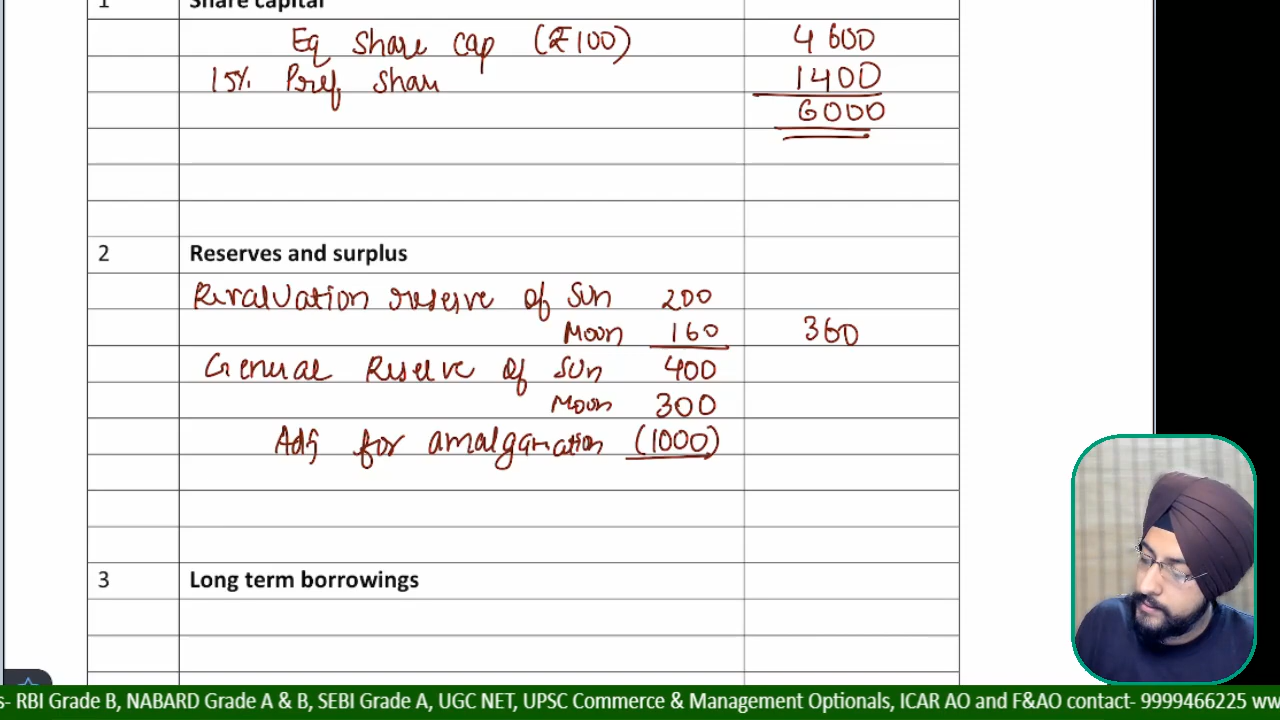 1 Share capital
Eq Share Cap (₹100) 4600
15% Pref Share 1400
6000
2 Reserves and surplus
Revaluation reserve of Sun 200
Moon 160 360
General Reserve of Sun 400
Moon 300
Adj for amalgamation (1000)
3 Long term borrowings
s- RBI Grade B, NABARD Grade A & B, SEBI Grade A, UGC NET, UPSC Commerce & Management Optionals, ICAR AO and F&AO contact- 9999466225 ww